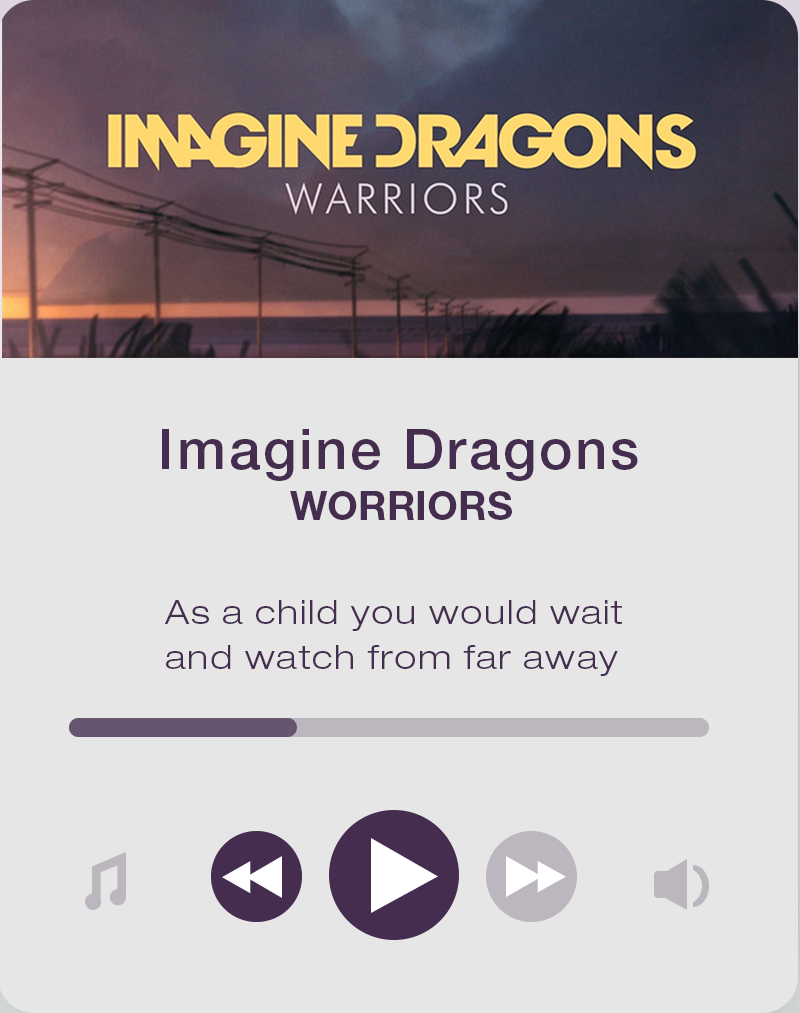 IMAGINE DRAGONS
WARRIORS
Imagine Dragons
WORRIORS
As a child you would wait
and watch from far away